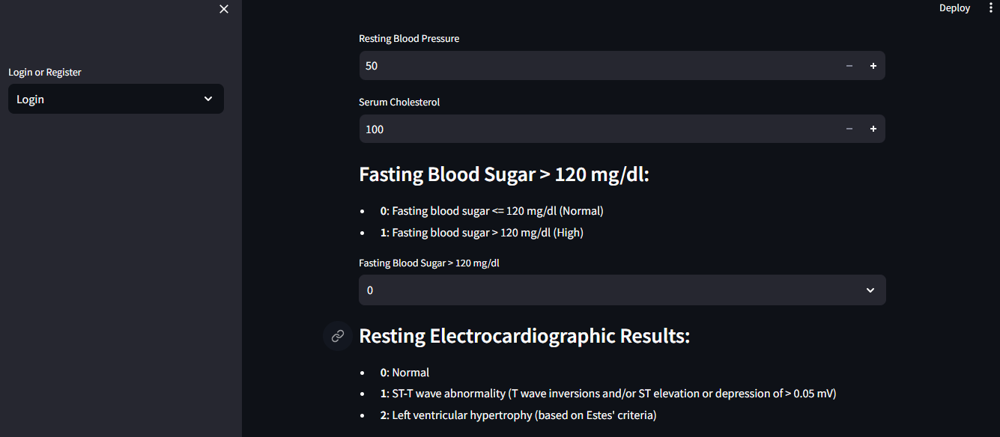 Deploy
Login or Register
Login
Resting Blood Pressure
50
Serum Cholesterol
100
Fasting Blood Sugar > 120 mg/dl:
• 0: Fasting blood sugar <= 120 mg/dl (Normal)
• 1: Fasting blood sugar > 120 mg/dl (High)
Fasting Blood Sugar > 120 mg/dl
0
Resting Electrocardiographic Results:
• 0: Normal
• 1: ST-T wave abnormality (T wave inversions and/or ST elevation or depression of > 0.05 mV)
• 2: Left ventricular hypertrophy (based on Estes' criteria)